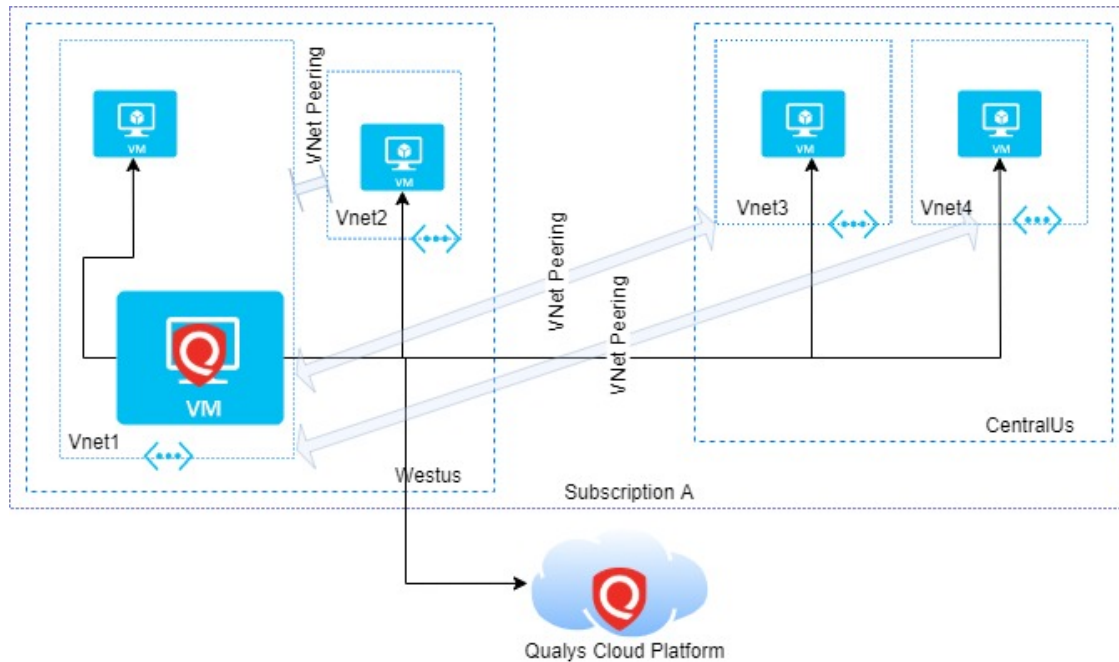 VM
VNet Peering
VM
Vnet2
VM
Vnet3
VM
Vnet4
VNet Peering
VNet Peering
VM
Vnet1
CentralUs
Westus
Subscription A
Qualys Cloud Platform